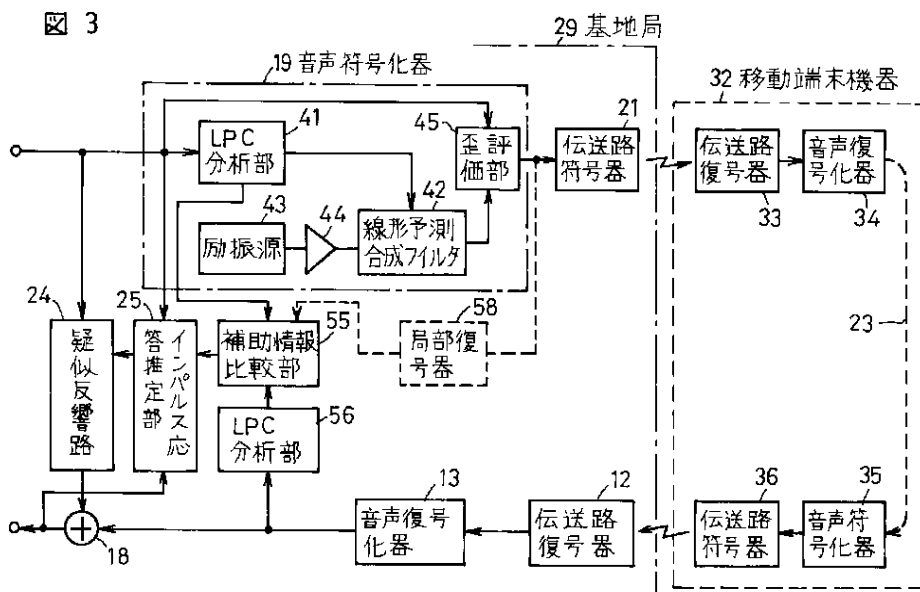 図 3
29 基地局
19 音声符号化器
32 移動端末機器
41
LPC
分析部
45
歪評
価部
21
伝送路
符号器
伝送路
復号器
33
音声復
号化器
34
43
励振源
44
42
線形予測
合成フィルタ
23
24
疑似反響路
25
インパルス応
答推定部
補助情報
比較部
55
58
局部復
号器
LPC
分析部
56
13
音声復号
化器
12
伝送路
復号器
36
伝送路
符号器
35
音声符
号化器
18